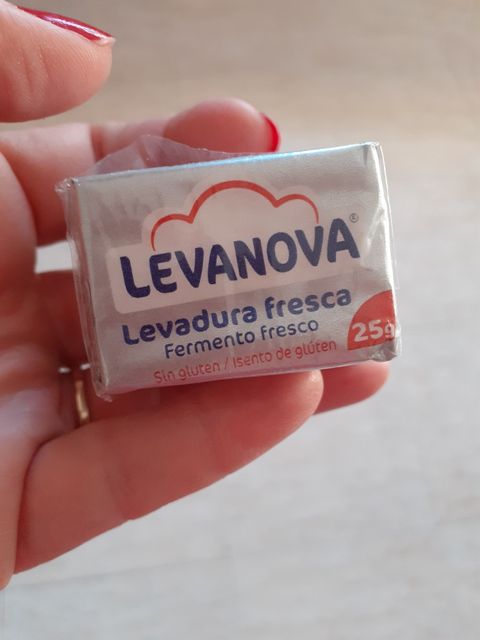 LEVANOVA®
Levadura fresca
Fermento fresco
25g
Sin gluten / Isento de glúten